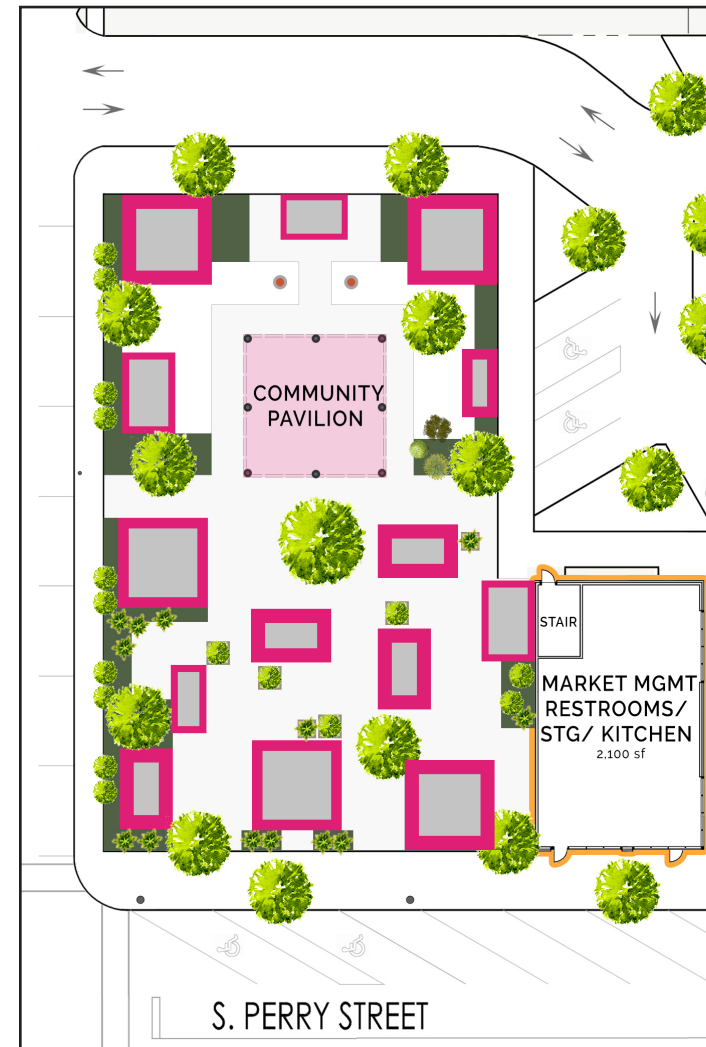 COMMUNITY
PAVILION
STAIR
MARKET MGMT
RESTROOMS/
STG/ KITCHEN
2,100 sf
S. PERRY STREET